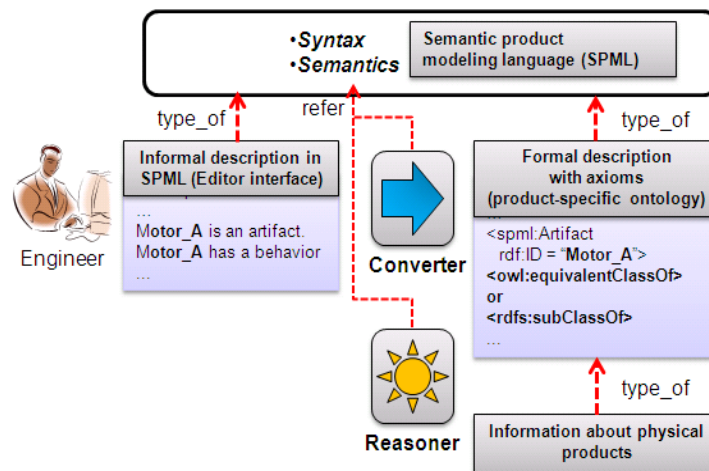 •Syntax
•Semantics
Semantic product
modeling language (SPML)
type_of
refer
type_of
Informal description in
SPML (Editor interface)
...
Motor_A is an artifact.
Motor_A has a behavior
...
Engineer
Converter
Formal description
with axioms
(product-specific ontology)
...
<spml:Artifact
rdf:ID = “Motor_A”>
<owl:equivalentClassOf>
or
<rdfs:subClassOf>
...
type_of
Reasoner
Information about physical
products